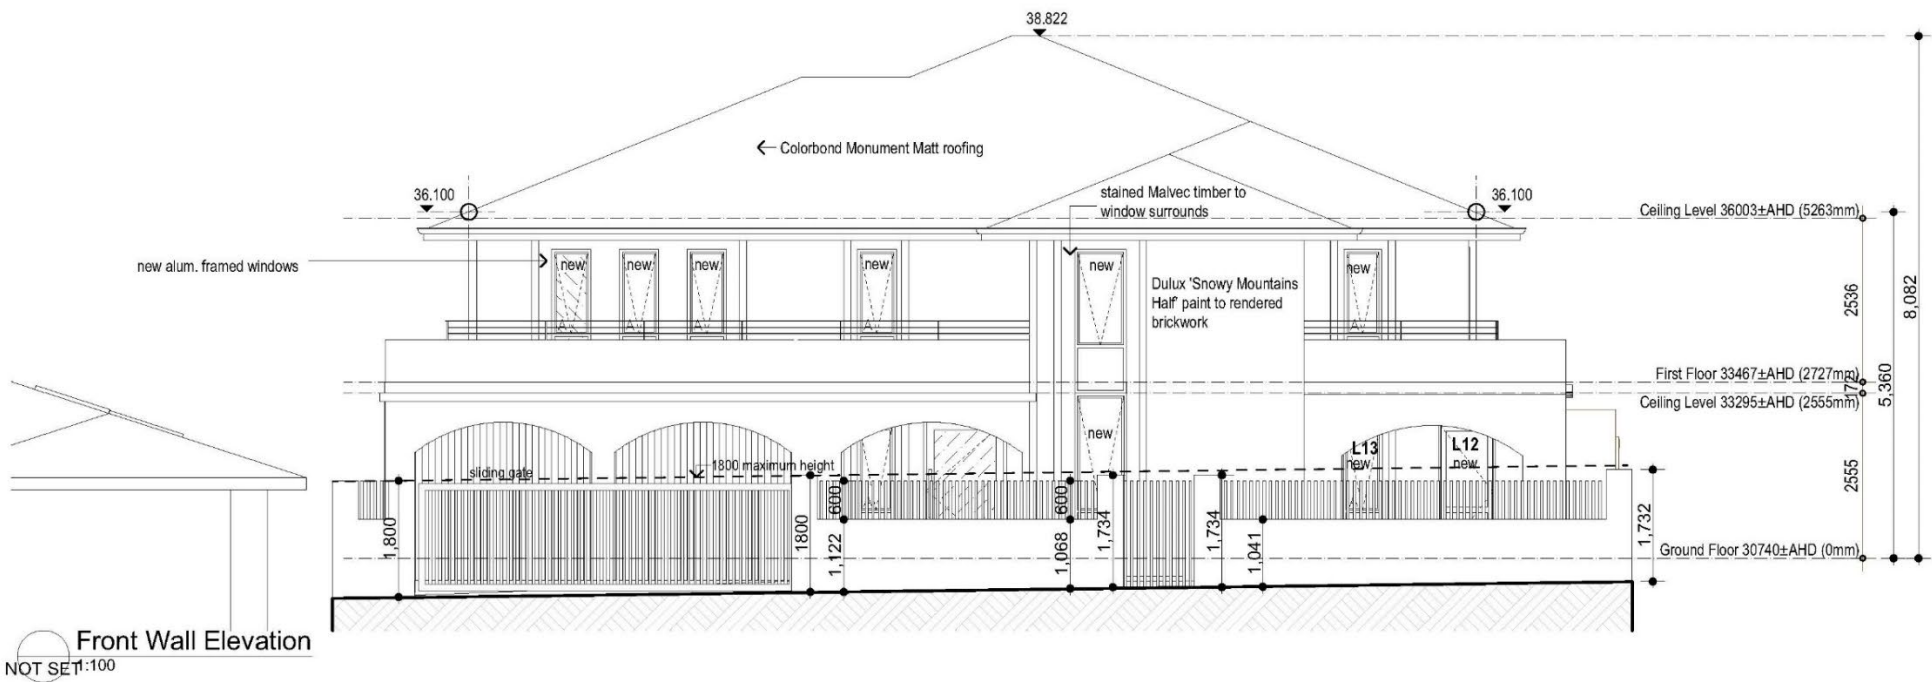 38.822
Colorbond Monument Matt roofing
36.100
stained Malvec timber to
window surrounds
36.100
Ceiling Level 36003±AHD (5263mm)
new alum. framed windows
new
new
new
new
new
new
Dulux 'Snowy Mountains
Half' paint to rendered
brickwork
2536
8,082
First Floor 33467±AHD (2727mm)
172
5,360
Ceiling Level 33295±AHD (2555mm)
new
L13
new
L12
new
sliding gate
1800 maximum height
2555
1,800
1800
600
1,122
600
1,068
1,734
1,734
1,041
1,732
Ground Floor 30740±AHD (0mm)
Front Wall Elevation
NOT SET
1:100